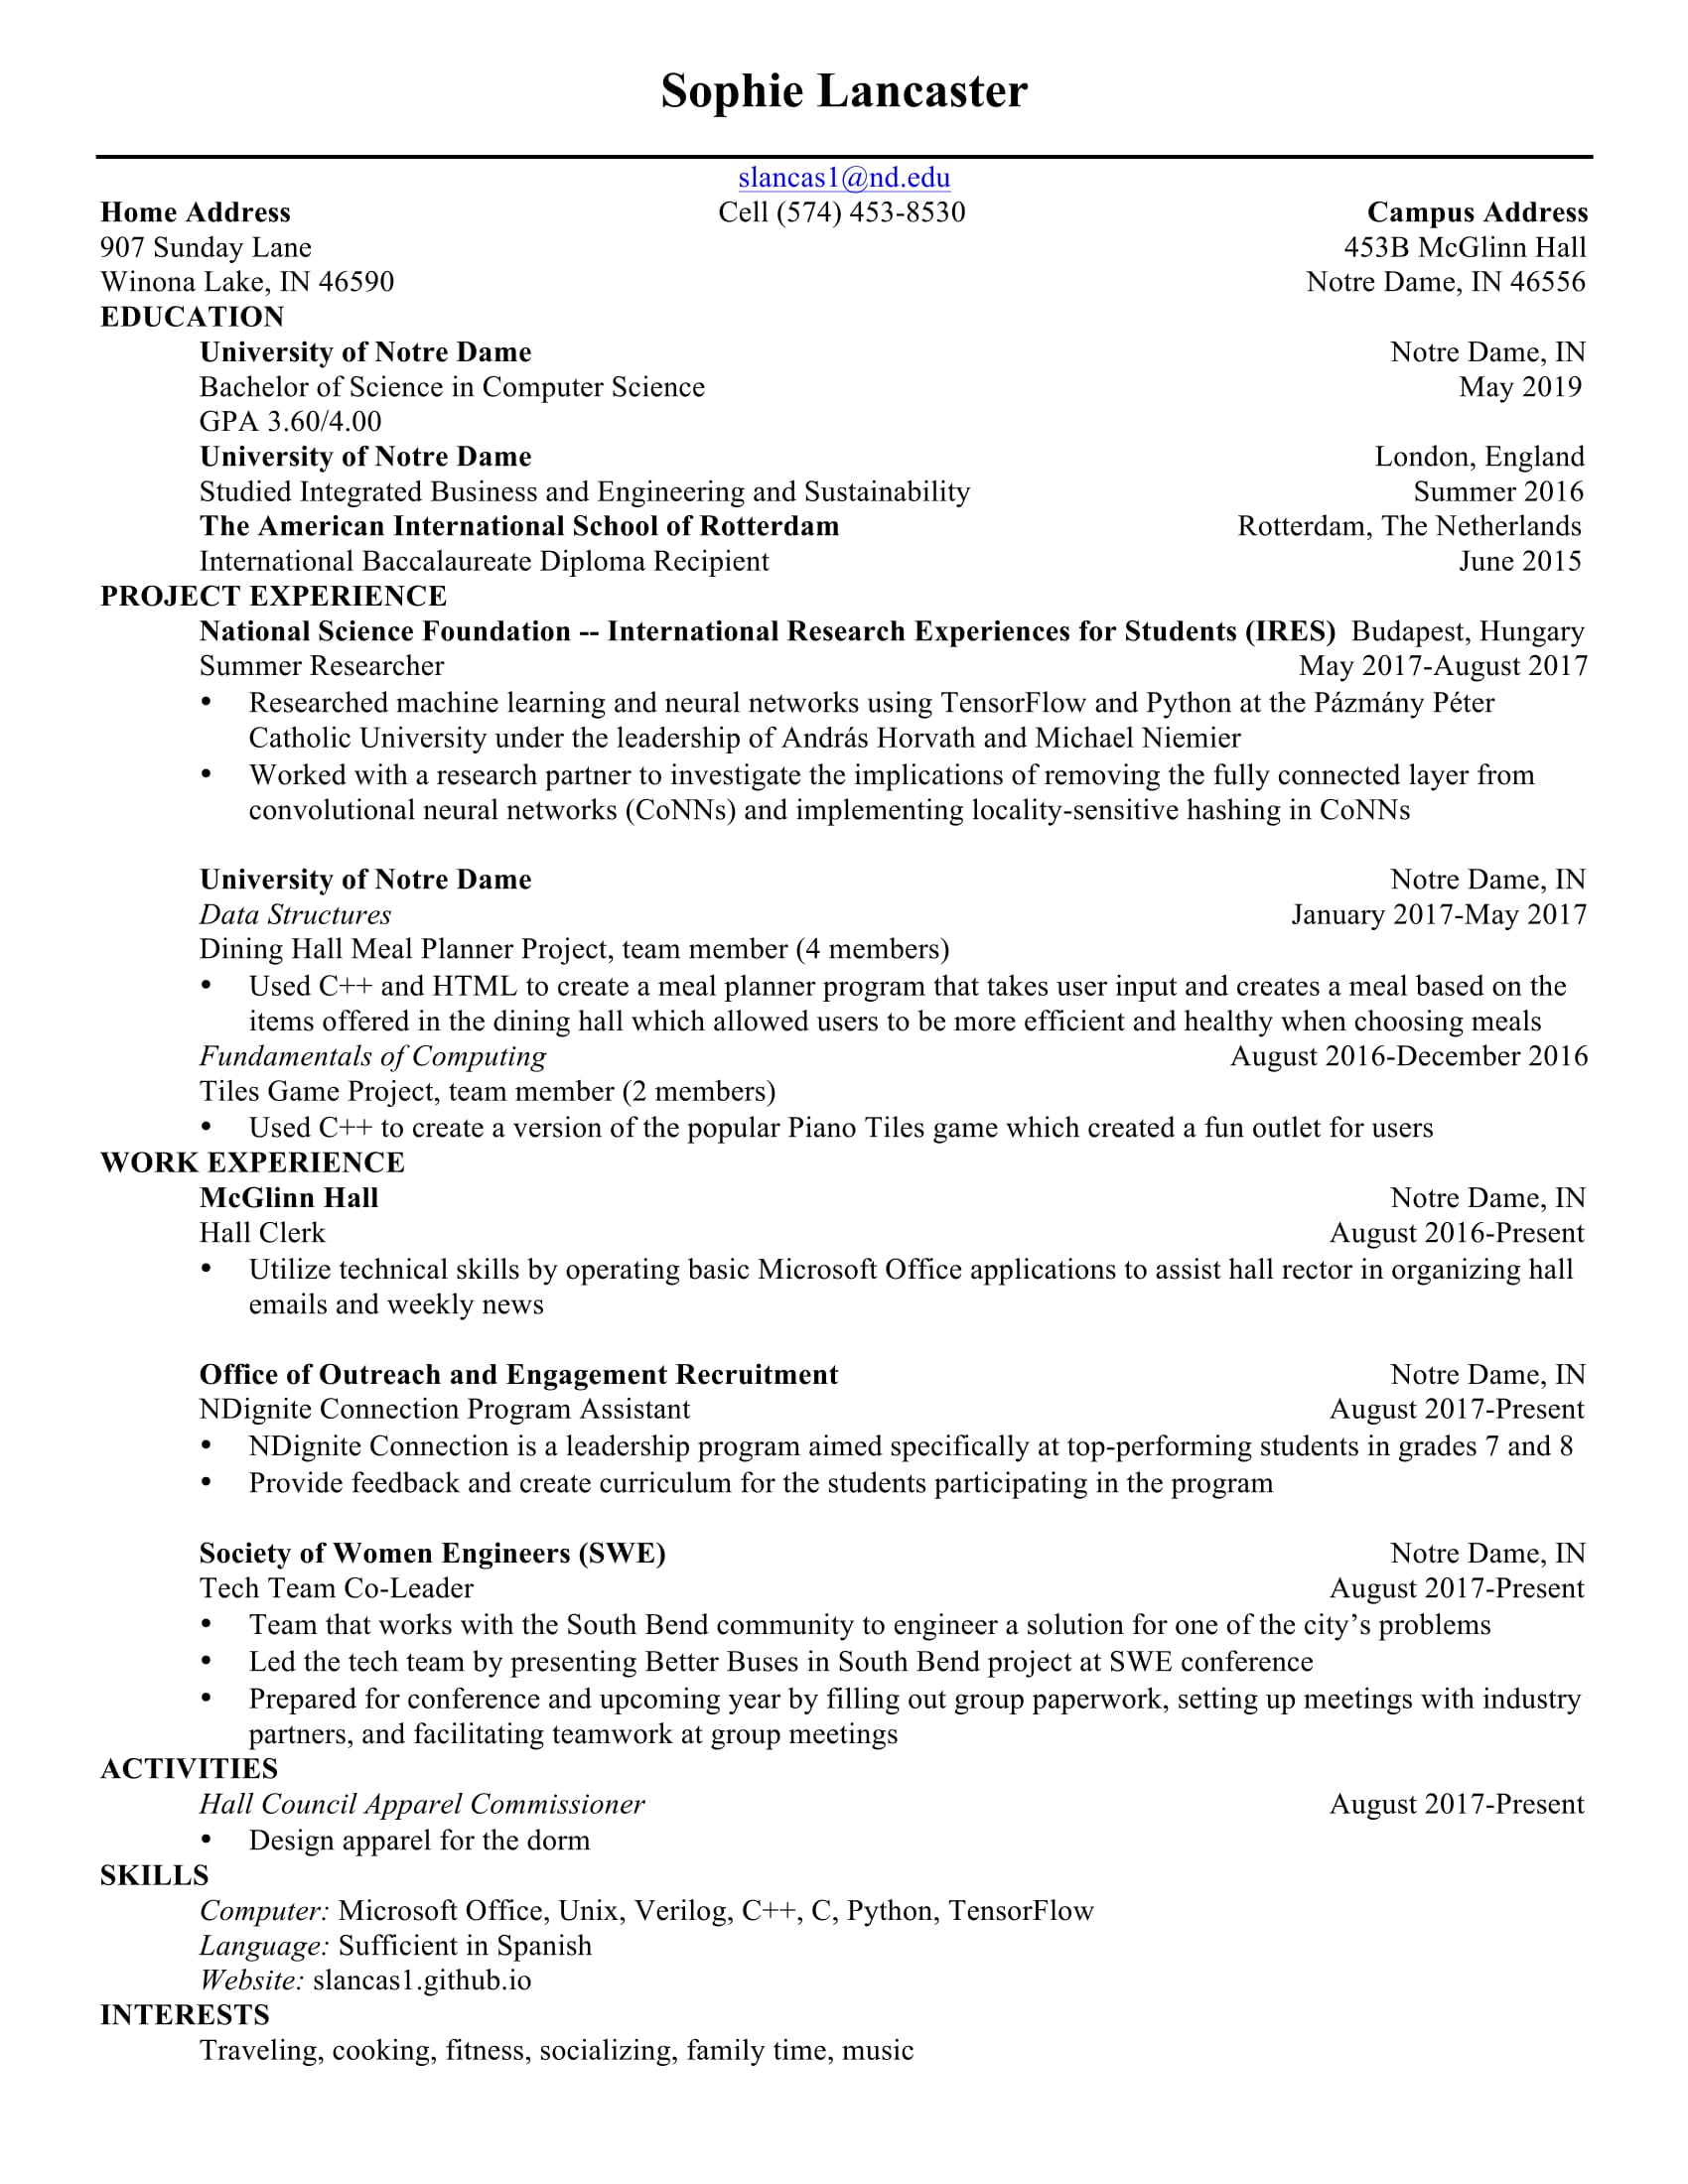 Sophie Lancaster
slancas1@nd.edu
Home Address Cell (574) 453-8530 Campus Address
907 Sunday Lane 453B McGlinn Hall
Winona Lake, IN 46590 Notre Dame, IN 46556
EDUCATION
University of Notre Dame Notre Dame, IN
Bachelor of Science in Computer Science May 2019
GPA 3.60/4.00
University of Notre Dame London, England
Studied Integrated Business and Engineering and Sustainability Summer 2016
The American International School of Rotterdam Rotterdam, The Netherlands
International Baccalaureate Diploma Recipient June 2015
PROJECT EXPERIENCE
National Science Foundation -- International Research Experiences for Students (IRES) Budapest, Hungary
Summer Researcher May 2017-August 2017
• Researched machine learning and neural networks using TensorFlow and Python at the Pázmány Péter
Catholic University under the leadership of András Horvath and Michael Niemier
• Worked with a research partner to investigate the implications of removing the fully connected layer from
convolutional neural networks (CoNNs) and implementing locality-sensitive hashing in CoNNs
University of Notre Dame Notre Dame, IN
Data Structures January 2017-May 2017
Dining Hall Meal Planner Project, team member (4 members)
• Used C++ and HTML to create a meal planner program that takes user input and creates a meal based on the
items offered in the dining hall which allowed users to be more efficient and healthy when choosing meals
Fundamentals of Computing August 2016-December 2016
Tiles Game Project, team member (2 members)
• Used C++ to create a version of the popular Piano Tiles game which created a fun outlet for users
WORK EXPERIENCE
McGlinn Hall Notre Dame, IN
Hall Clerk August 2016-Present
• Utilize technical skills by operating basic Microsoft Office applications to assist hall rector in organizing hall
emails and weekly news
Office of Outreach and Engagement Recruitment Notre Dame, IN
NDignite Connection Program Assistant August 2017-Present
• NDignite Connection is a leadership program aimed specifically at top-performing students in grades 7 and 8
• Provide feedback and create curriculum for the students participating in the program
Society of Women Engineers (SWE) Notre Dame, IN
Tech Team Co-Leader August 2017-Present
• Team that works with the South Bend community to engineer a solution for one of the city’s problems
• Led the tech team by presenting Better Buses in South Bend project at SWE conference
• Prepared for conference and upcoming year by filling out group paperwork, setting up meetings with industry
partners, and facilitating teamwork at group meetings
ACTIVITIES
Hall Council Apparel Commissioner August 2017-Present
• Design apparel for the dorm
SKILLS
Computer: Microsoft Office, Unix, Verilog, C++, C, Python, TensorFlow
Language: Sufficient in Spanish
Website: slancas1.github.io
INTERESTS
Traveling, cooking, fitness, socializing, family time, music